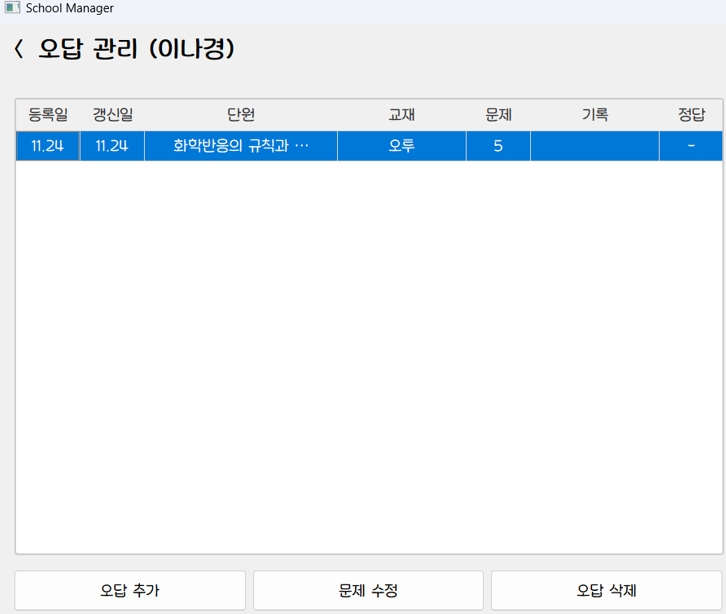 School Manager
〈 오답 관리 (이나경)
등록일 갱신일 단원 교재 문제 기록 정답
11.24 11.24 화학반응의 규칙과 … 오투 5 -
오답 추가 문제 수정 오답 삭제